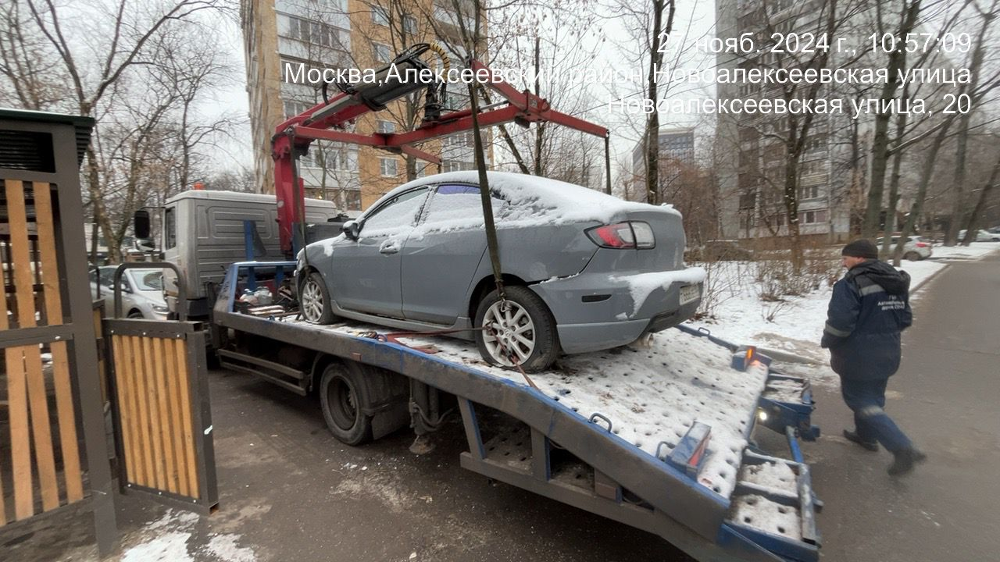 27 нояб. 2024 г., 10:57:09
Москва,Алексеевский район,Новоалексеевская улица
Новоалексеевская улица, 20